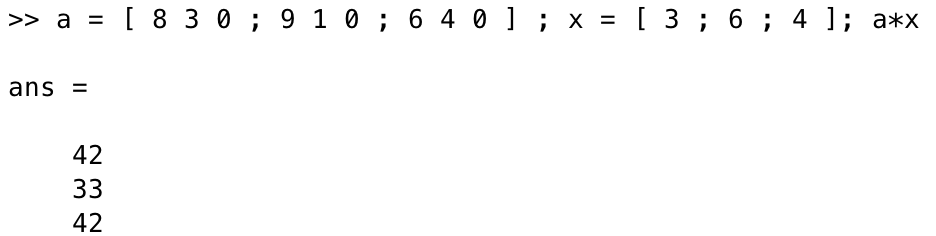 >> a = [ 8 3 0 ; 9 1 0 ; 6 4 0 ] ; x = [ 3 ; 6 ; 4 ]; a*x
ans =
42
33
42